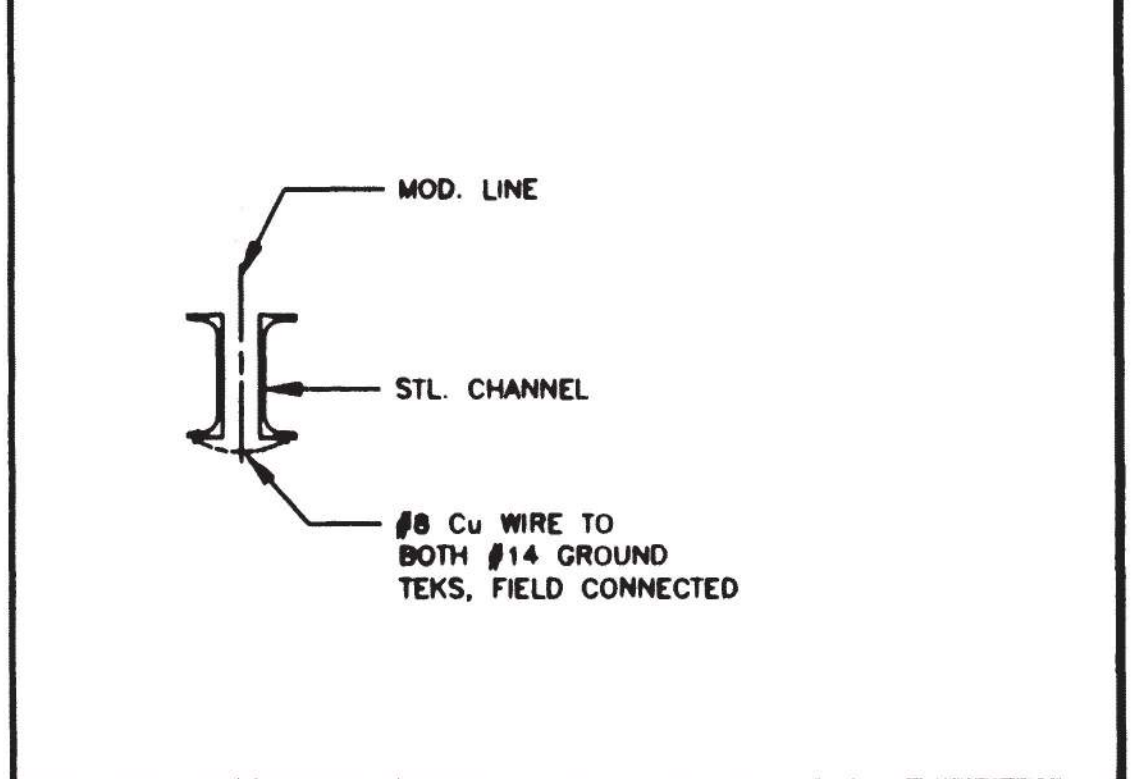 MOD. LINE
STL. CHANNEL
#8 Cu WIRE TO
BOTH #14 GROUND
TEKS, FIELD CONNECTED